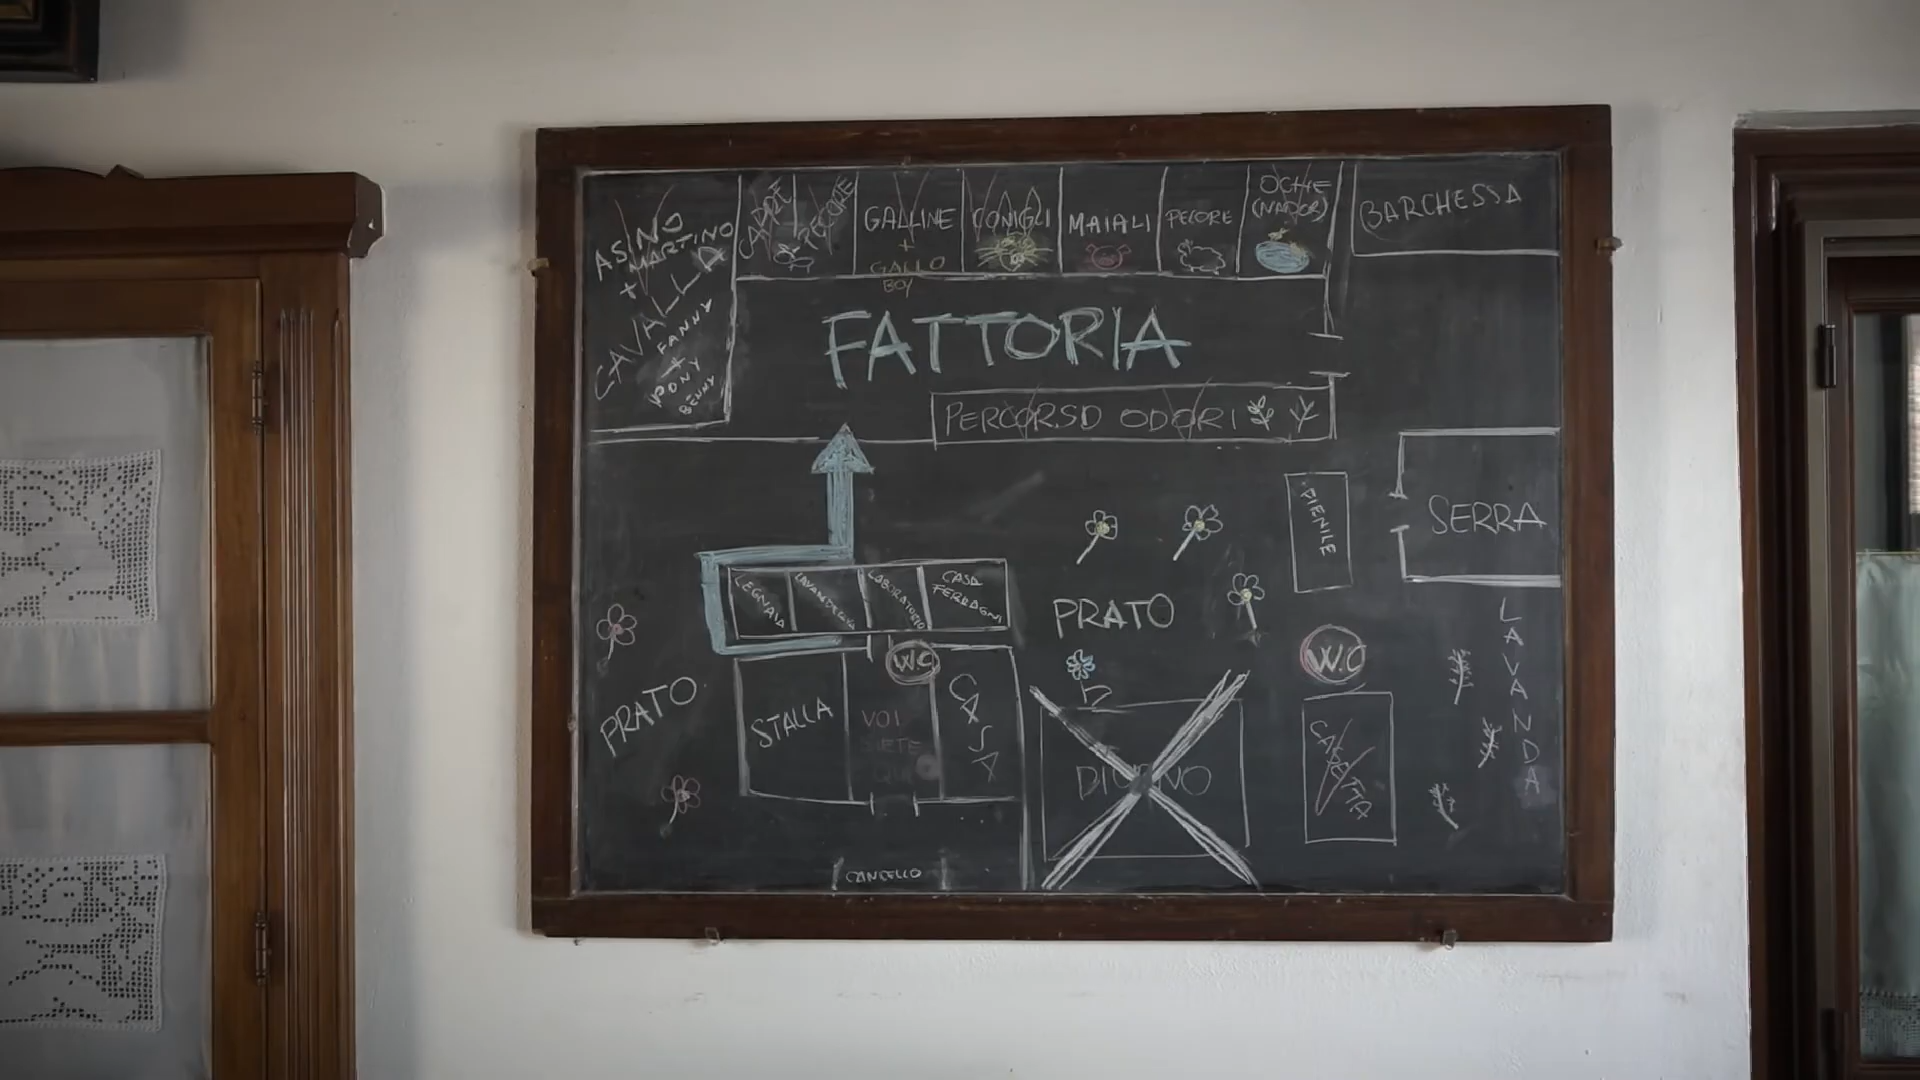 ASINO
MARTINO
+
CAVALLA
FANNY
+
PONY
BENNY
CAPRE
PECORE
GALLINE
+
GALLO
BOY
CONIGLI
MAIALI
PECORE
OCHE
(NADOR)
BARCHESSA
FATTORIA
PERCORSO ODORI
FIENILE
SERRA
LEGNAIA
LAVANDERIA
LABORATORIO
CASA
FERRAGNI
PRATO
W.C
W.C
LAVANDA
PRATO
STALLA
VOI
SIETE
QUI
CASA
CASETTA
CANCELLO